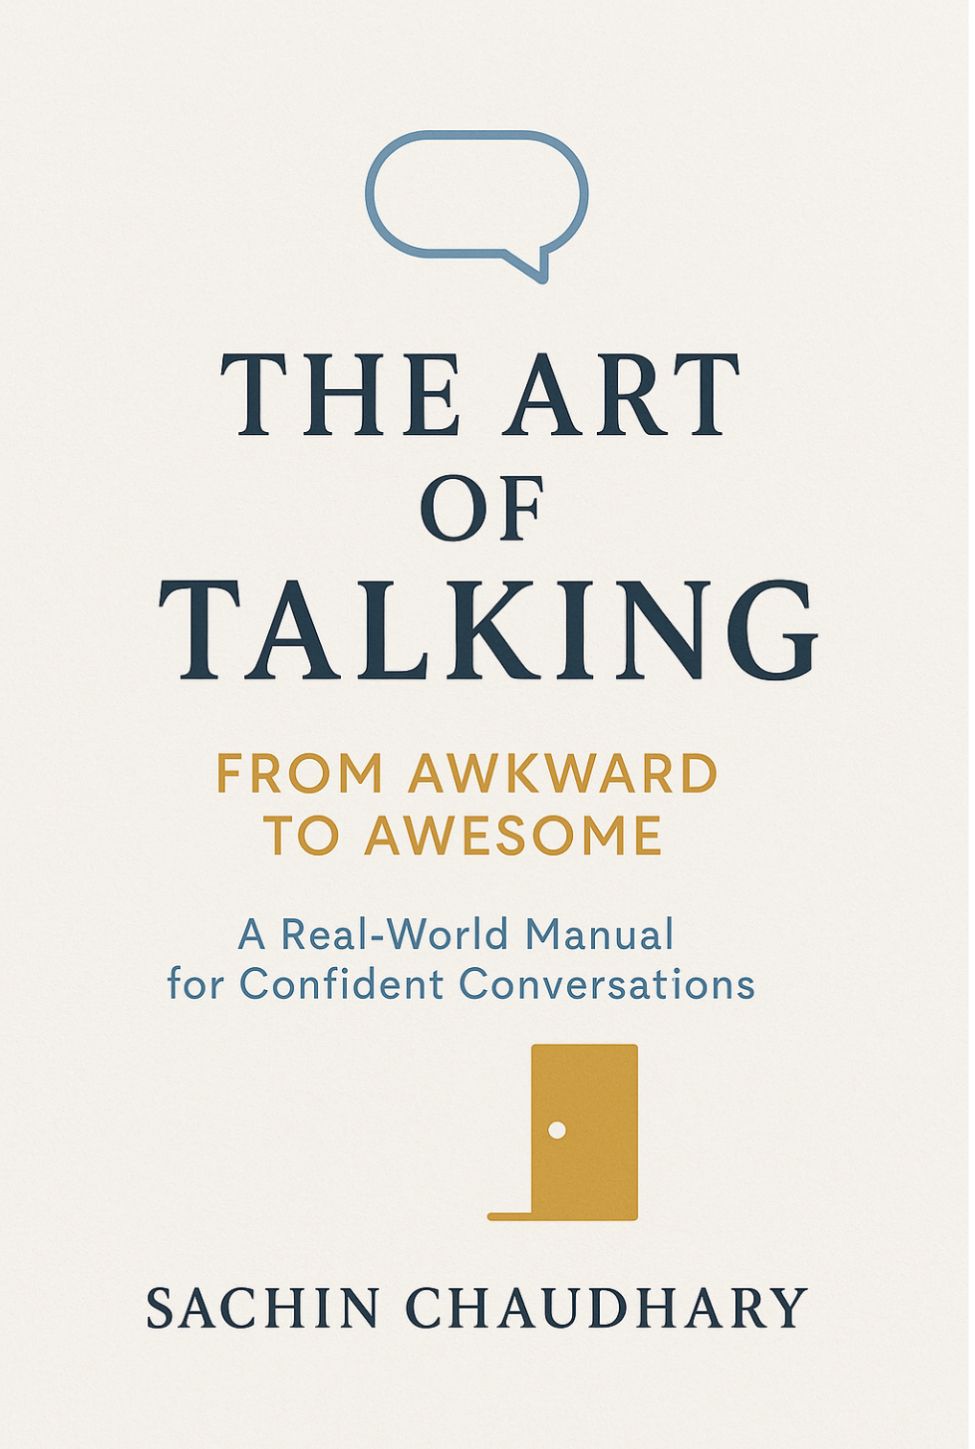 THE ART
OF
TALKING
FROM AWKWARD
TO AWESOME
A Real-World Manual
for Confident Conversations
SACHIN CHAUDHARY